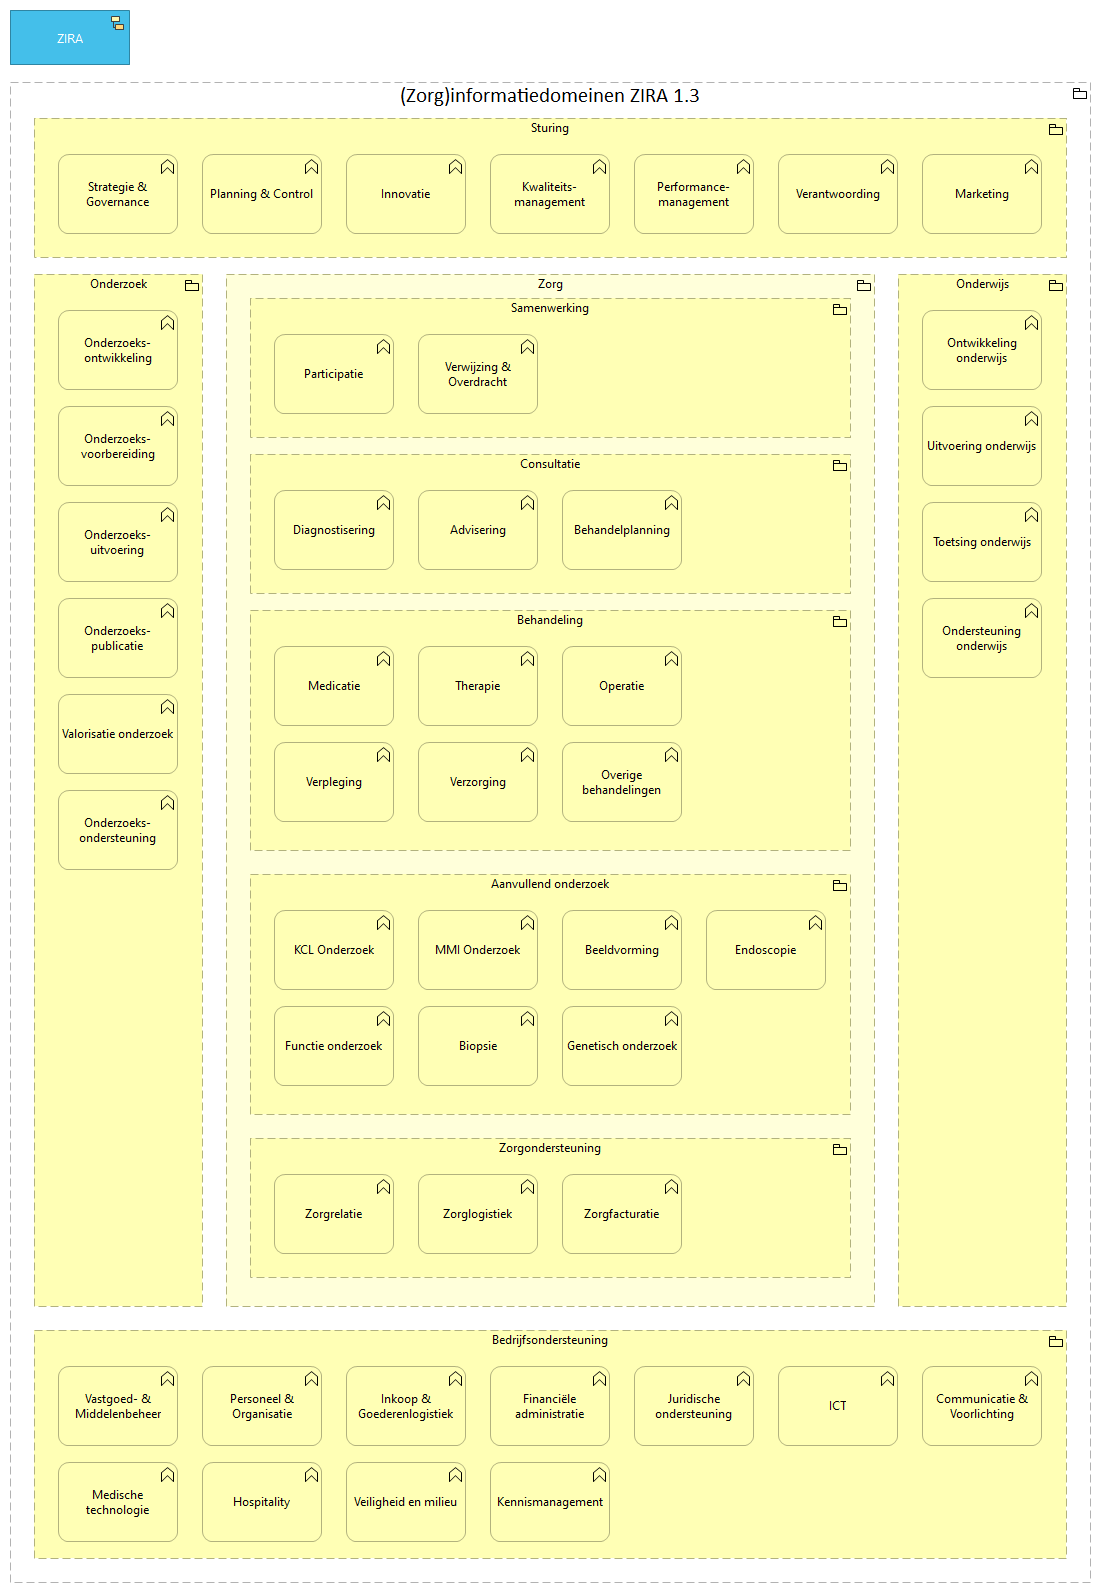 ZIRA
(Zorg)informatiedomeinen ZIRA 1.3
Sturing
Strategie &
Governance
Planning & Control
Innovatie
Kwaliteits-
management
Performance-
management
Verantwoording
Marketing
Onderzoek
Onderzoeks-
ontwikkeling
Onderzoeks-
voorbereiding
Onderzoeks-
uitvoering
Onderzoeks-
publicatie
Valorisatie onderzoek
Onderzoeks-
ondersteuning
Zorg
Samenwerking
Participatie
Verwijzing &
Overdracht
Consultatie
Diagnostisering
Advisering
Behandelplanning
Behandeling
Medicatie
Therapie
Operatie
Verpleging
Verzorging
Overige
behandelingen
Aanvullend onderzoek
KCL Onderzoek
MMI Onderzoek
Beeldvorming
Endoscopie
Functie onderzoek
Biopsie
Genetisch onderzoek
Zorgondersteuning
Zorgrelatie
Zorglogistiek
Zorgfacturatie
Onderwijs
Ontwikkeling
onderwijs
Uitvoering onderwijs
Toetsing onderwijs
Ondersteuning
onderwijs
Bedrijfsondersteuning
Vastgoed- &
Middelenbeheer
Personeel &
Organisatie
Inkoop &
Goederenlogistiek
Financiële
administratie
Juridische
ondersteuning
ICT
Communicatie &
Voorlichting
Medische
technologie
Hospitality
Veiligheid en milieu
Kennismanagement